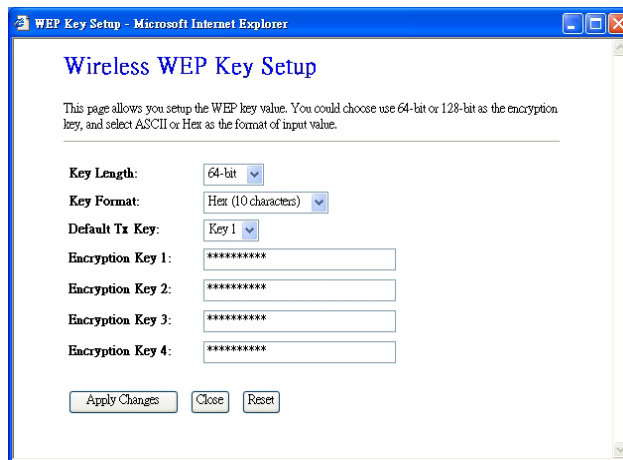 WEP Key Setup - Microsoft Internet Explorer
Wireless WEP Key Setup
This page allows you setup the WEP key value. You could choose use 64-bit or 128-bit as the encryption
key, and select ASCII or Hex as the format of input value.
Key Length: 64-bit
Key Format: Hex (10 characters)
Default Tx Key: Key 1
Encryption Key 1: **********
Encryption Key 2: **********
Encryption Key 3: **********
Encryption Key 4: **********
Apply Changes Close Reset